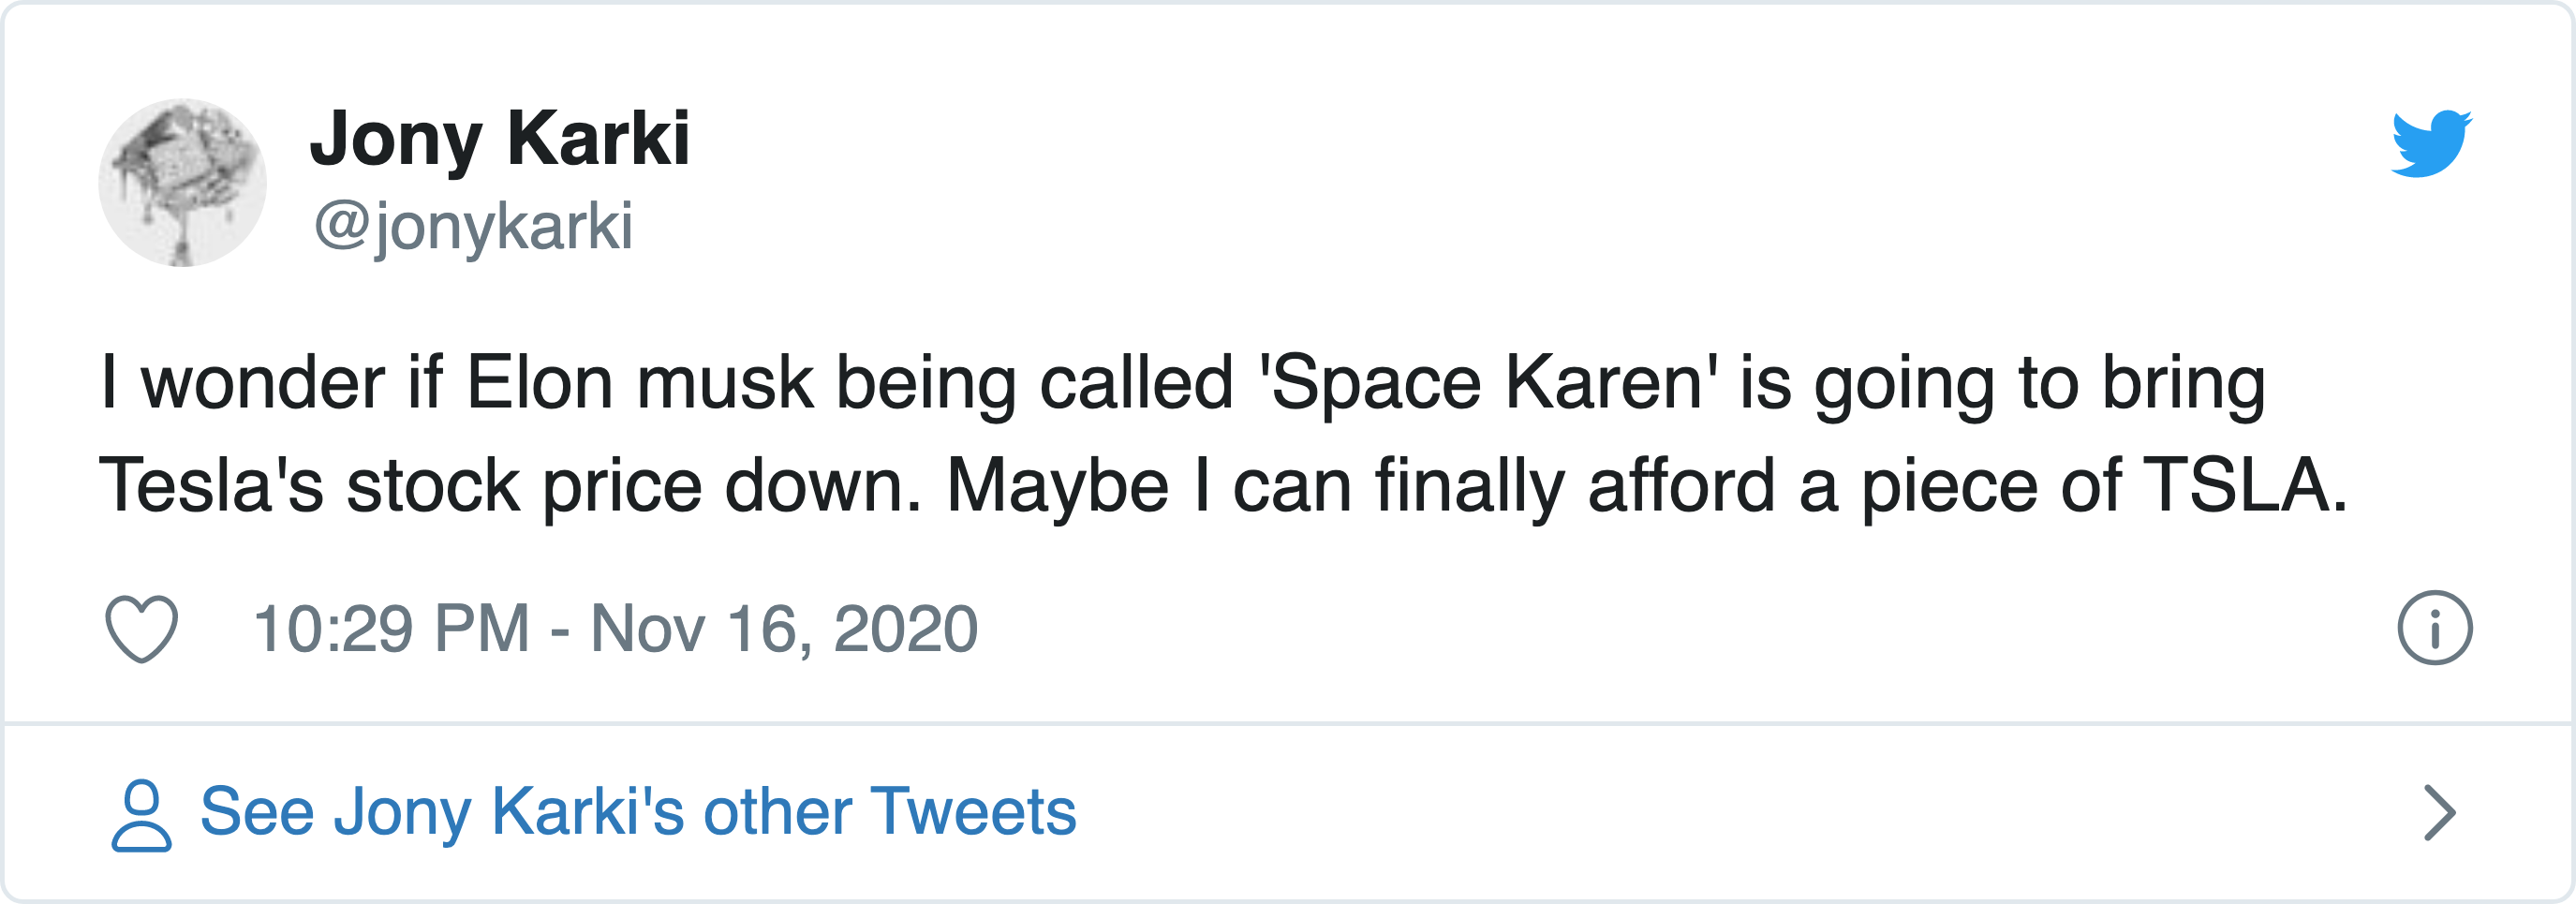 Jony Karki
@jonykarki
I wonder if Elon musk being called 'Space Karen' is going to bring
Tesla's stock price down. Maybe I can finally afford a piece of TSLA.
10:29 PM - Nov 16, 2020
See Jony Karki's other Tweets